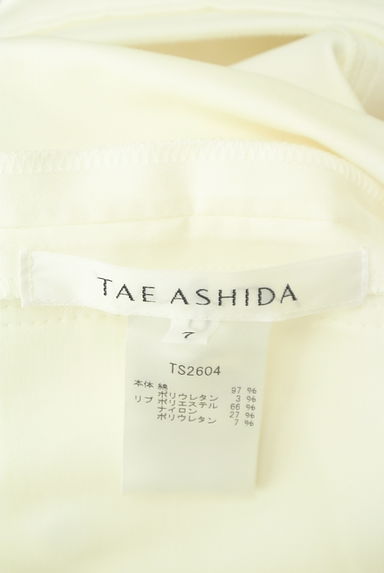 TAE ASHIDA
7
TS2604
本体 綿 97 %
ポリウレタン 3 %
リブ ポリエステル 66 %
ナイロン 27 %
ポリウレタン 7 %